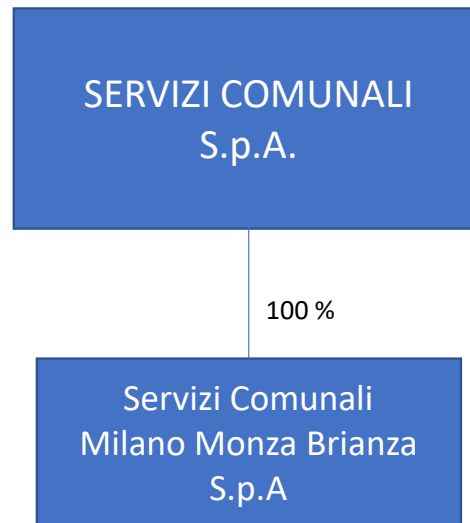 SERVIZI COMUNALI
S.p.A.
100 %
Servizi Comunali
Milano Monza Brianza
S.p.A